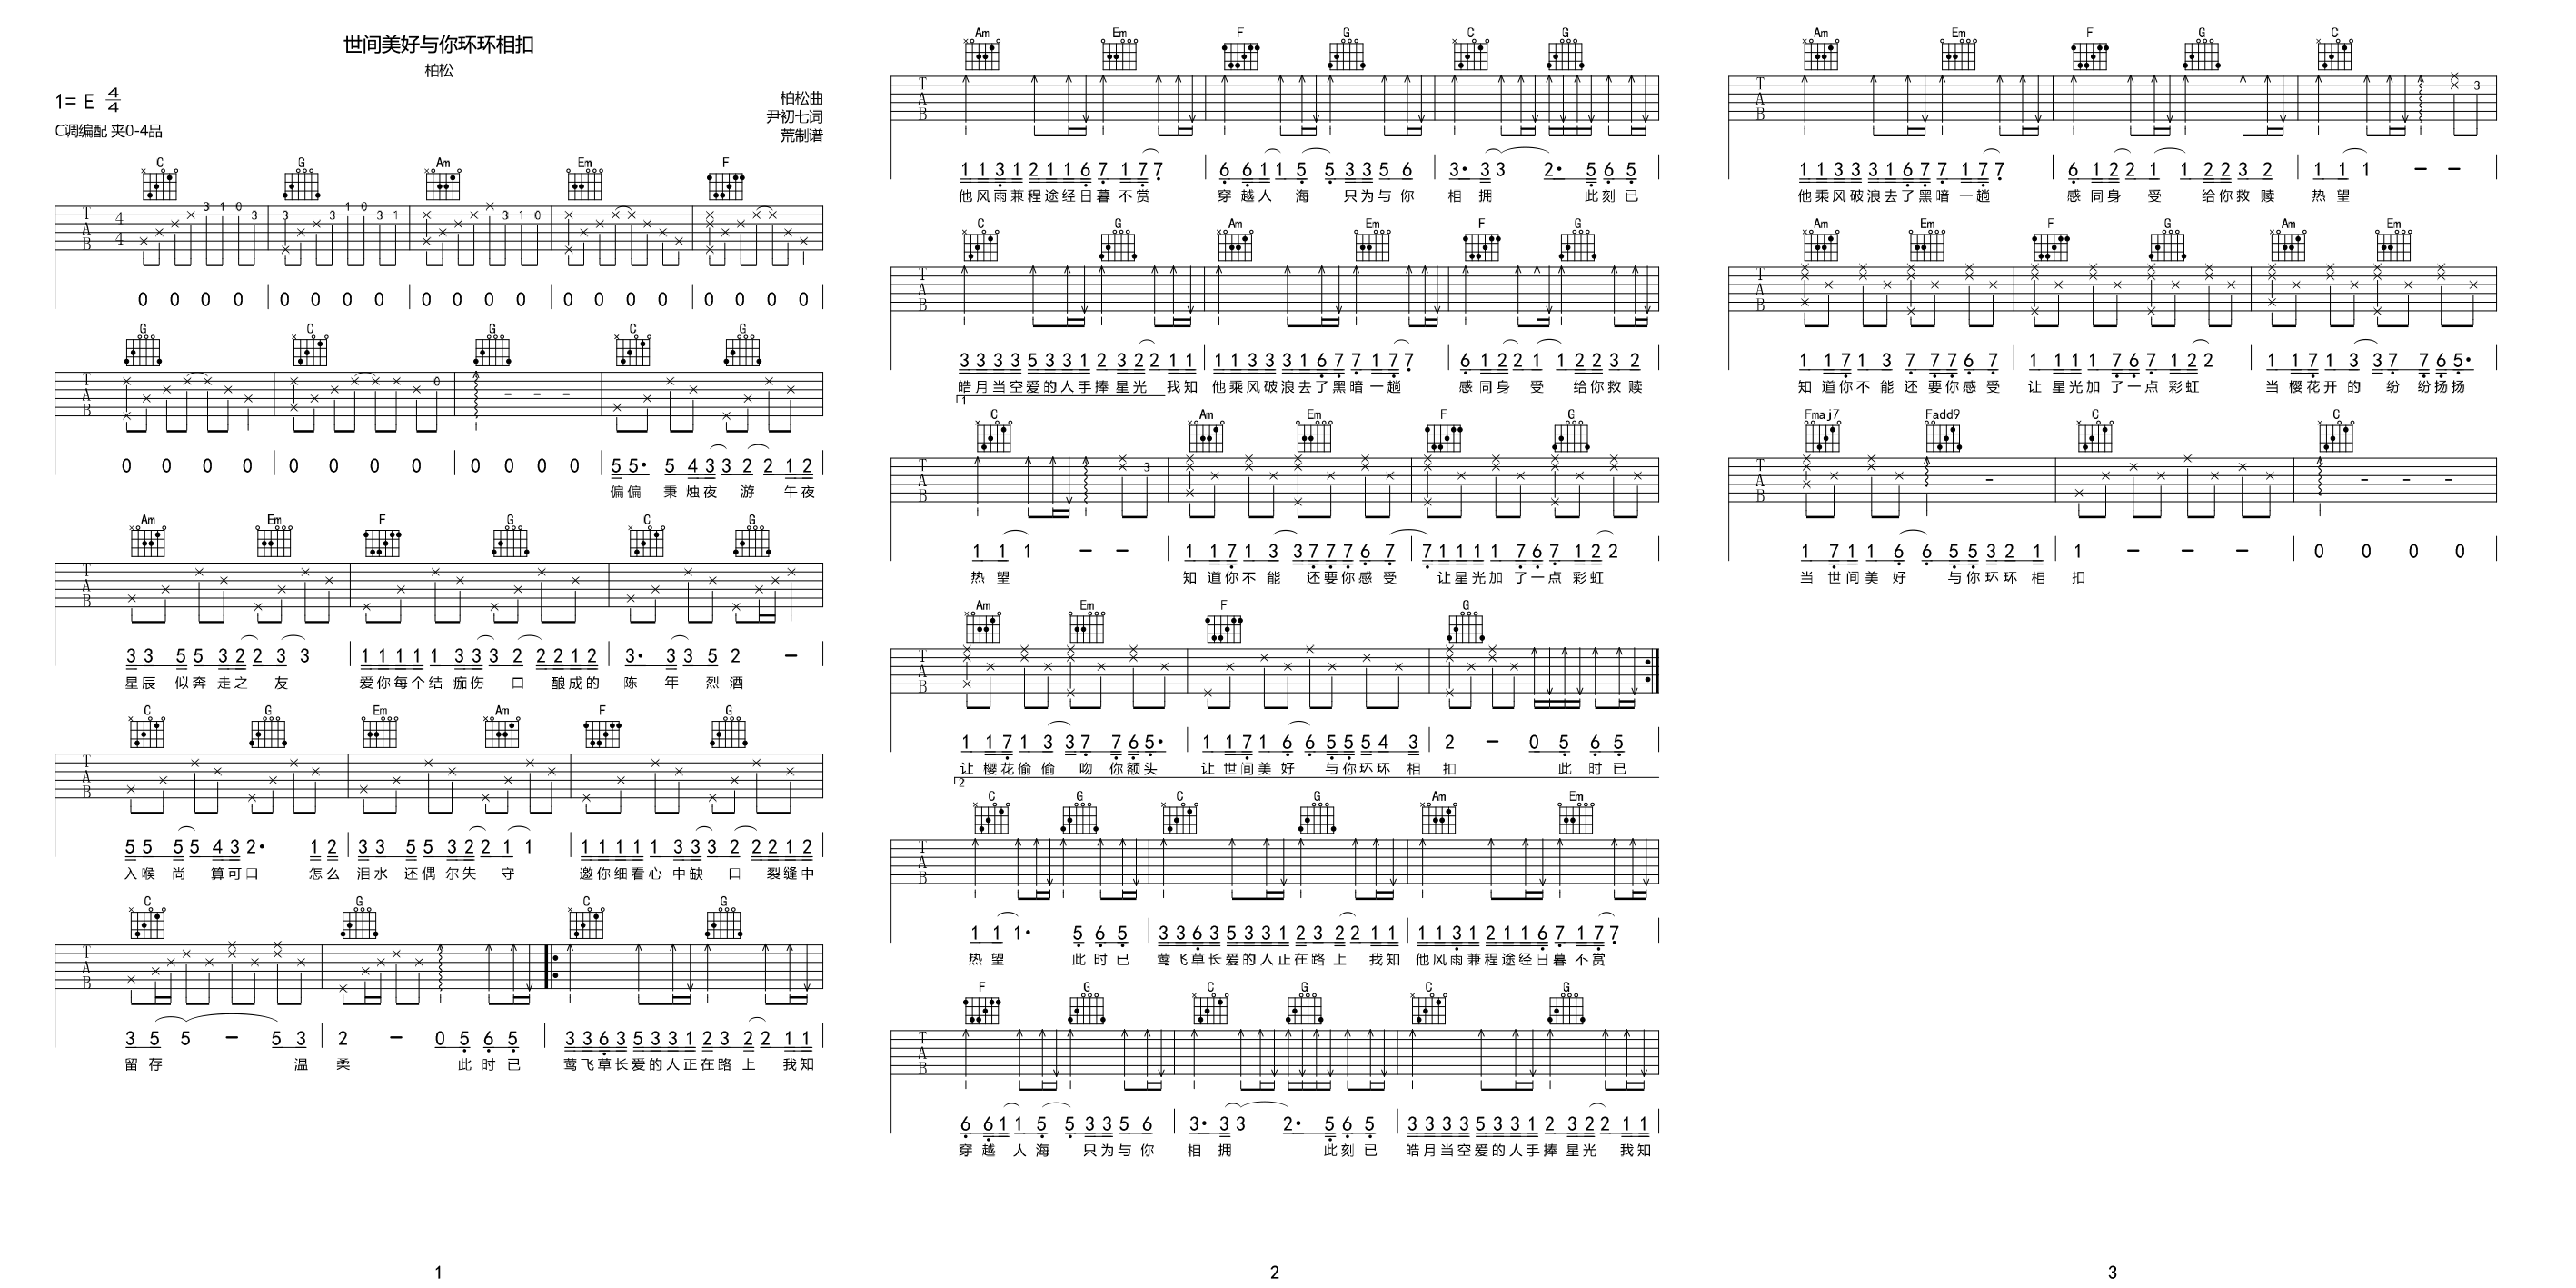 世间美好与你环环相扣
柏松
1= E 4/4
柏松曲
尹初七词
C调编配 夹0-4品
荒制谱
C G Am Em F
3 1 0 3 3 3 1 0 3 1 3 1 0
T A B 4 4
0 0 0 0 0 0 0 0 0 0 0 0 0 0 0 0 0 0 0 0
G C G C G
T A B 0 - - -
0 0 0 0 0 0 0 0 0 0 0 0 5 5· 5 4 3 3 2 2 1 2
偏偏 秉烛夜 游 午夜
Am Em F G C G
T A B
3 3 5 5 3 2 2 3 3 1 1 1 1 1 3 3 3 2 2 2 1 2 3· 3 3 5 2 -
星辰 似奔 走之 友 爱你每个结 痂伤 口 酿成的 陈 年 烈酒
C G Em Am F G
T A B
5 5 5 5 4 3 2· 1 2 3 3 5 5 3 2 2 1 1 1 1 1 1 1 3 3 3 2 2 2 1 2
入喉 尚 算可口 怎么 泪水 还偶 尔失 守 邀你细看心 中缺 口 裂缝中
C G C G
T A B
3 5 5 - 5 3 2 - 0 5 6 5 3 3 6 3 5 3 3 1 2 3 2 2 1 1
留存 温 柔 此时已 莺飞草长爱的人正在路上 我知
1
Am Em F G C G
T A B
1 1 3 1 2 1 1 6 7 1 7 7 6 6 1 1 5 5 3 3 5 6 3· 3 3 2· 5 6 5
他风雨兼程途经日暮不赏 穿越人 海 只为与你 相 拥 此刻已
C G Am Em F G
T A B
3 3 3 3 5 3 3 1 2 3 2 2 1 1 1 1 3 3 3 1 6 7 7 1 7 7 6 1 2 2 1 1 2 2 3 2
皓月当空爱的人手捧星光 我知 他乘风破浪去了黑暗一趟 感同身 受 给你救赎
1
C Am Em F G
T A B 3
1 1 1 - - 1 1 7 1 3 3 7 7 7 6 7 7 1 1 1 1 7 6 7 1 2 2
热望 知道你不能 还要你感受 让星光加了一点彩虹
Am Em F G
T A B
1 1 7 1 3 3 7 7 6 5· 1 1 7 1 6 6 5 5 5 4 3 2 - 0 5 6 5
让樱花偷偷 吻 你额头 让世间美好 与你环环相 扣 此时已
2
C G C G Am Em
T A B
1 1 1· 5 6 5 3 3 6 3 5 3 3 1 2 3 2 2 1 1 1 1 3 1 2 1 1 6 7 1 7 7
热望 此时已 莺飞草长爱的人正在路上 我知 他风雨兼程途经日暮不赏
F G C G C G
T A B
6 6 1 1 5 5 3 3 5 6 3· 3 3 2· 5 6 5 3 3 3 3 5 3 3 1 2 3 2 2 1 1
穿越 人海 只为与你 相 拥 此刻已 皓月当空爱的人手捧星光 我知
2
Am Em F G C
T A B 3
1 1 3 3 3 1 6 7 7 1 7 7 6 1 2 2 1 1 2 2 3 2 1 1 1 - -
他乘风破浪去了黑暗一趟 感同身 受 给你救赎 热望
Am Em F G Am Em
T A B
1 1 7 1 3 7 7 7 6 7 1 1 1 1 7 6 7 1 2 2 1 1 7 1 3 3 7 7 6 5·
知道你不能还要你感受 让星光加了一点彩虹 当樱花开的 纷 纷扬扬
Fmaj7 Fadd9 C C
T A B - - - -
1 7 1 1 6 6 5 5 3 2 1 1 - - - 0 0 0 0
当世间美好 与你环环相 扣
3